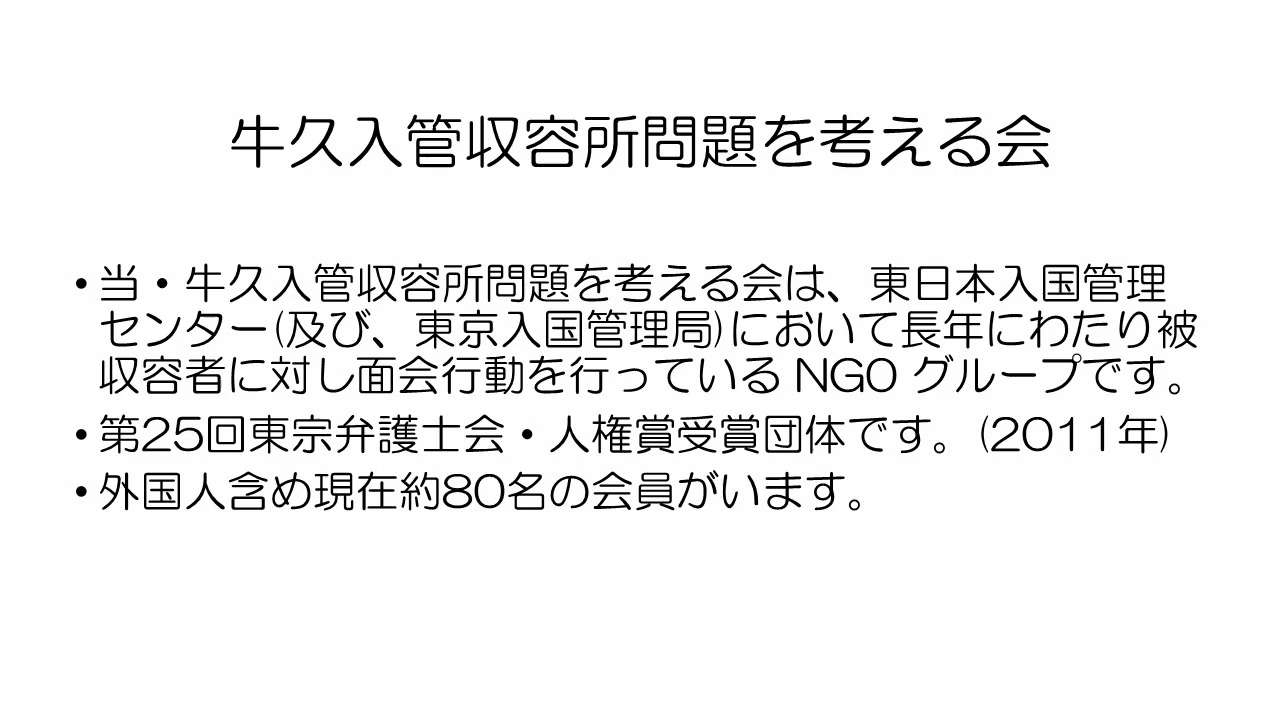 牛久入管収容所問題を考える会
• 当・牛久入管収容所問題を考える会は、東日本入国管理
センター(及び、東京入国管理局)において長年にわたり被
収容者に対し面会行動を行っている NGO グループです。
• 第25回東宗弁護士会・人権賞受賞団体です。(2011年)
• 外国人含め現在約80名の会員がいます。